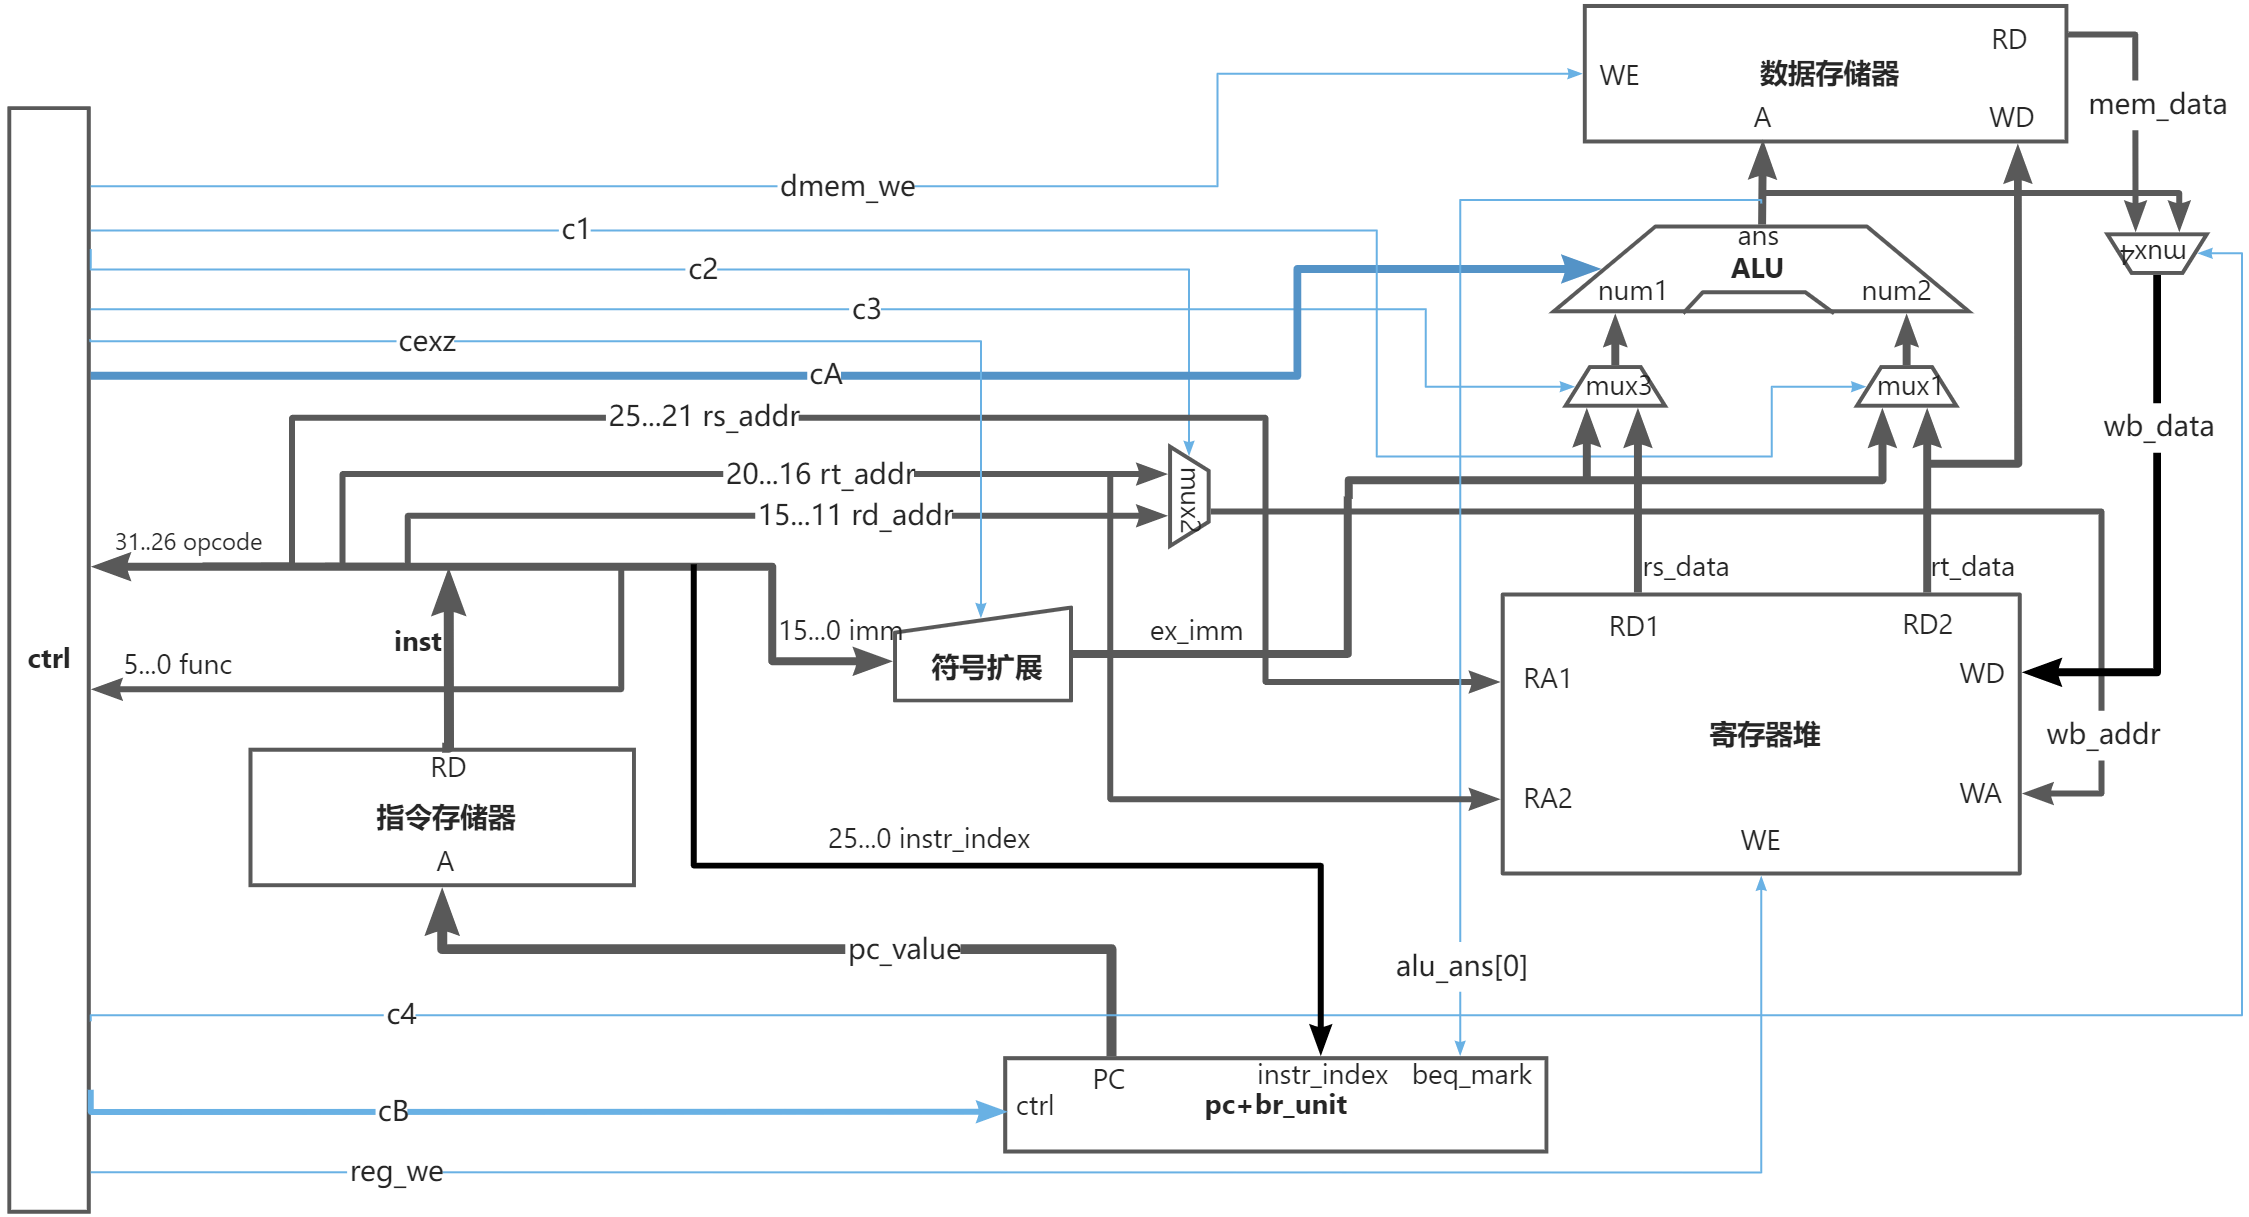 RD
WE
数据存储器
mem_data
A
WD
dmem_we
c1
ans
mux4
c2
ALU
num1
num2
c3
cexz
cA
mux3
mux1
25...21 rs_addr
wb_data
20...16 rt_addr
mux2
15...11 rd_addr
31..26 opcode
rs_data
rt_data
15...0 imm
ex_imm
RD1
RD2
inst
ctrl
5...0 func
符号扩展
RA1
WD
寄存器堆
wb_addr
RD
指令存储器
RA2
WA
25...0 instr_index
WE
A
pc_value
alu_ans[0]
c4
PC
instr_index
beq_mark
cB
ctrl
pc+br_unit
reg_we